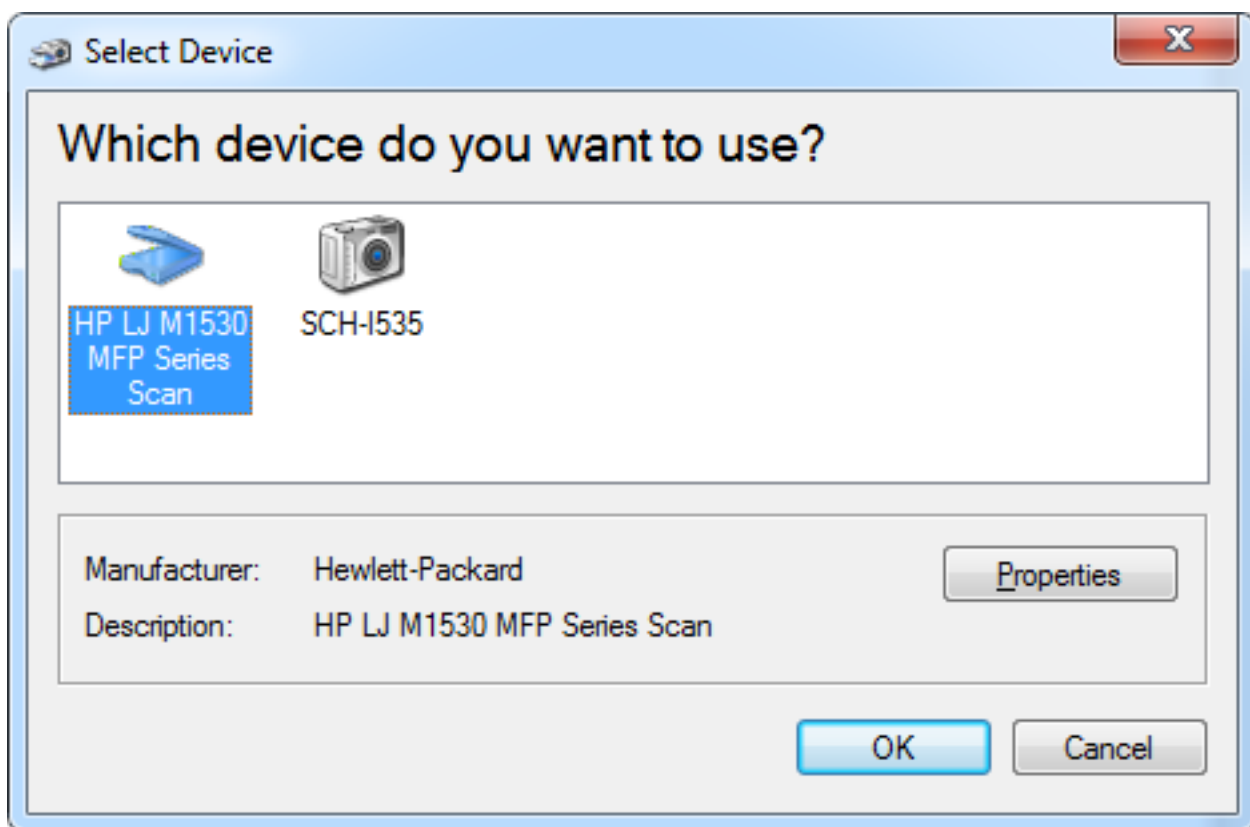 Select Device
Which device do you want to use?
HP LJ M1530
MFP Series
Scan
SCH-I535
Manufacturer: Hewlett-Packard
Properties
Description: HP LJ M1530 MFP Series Scan
OK
Cancel